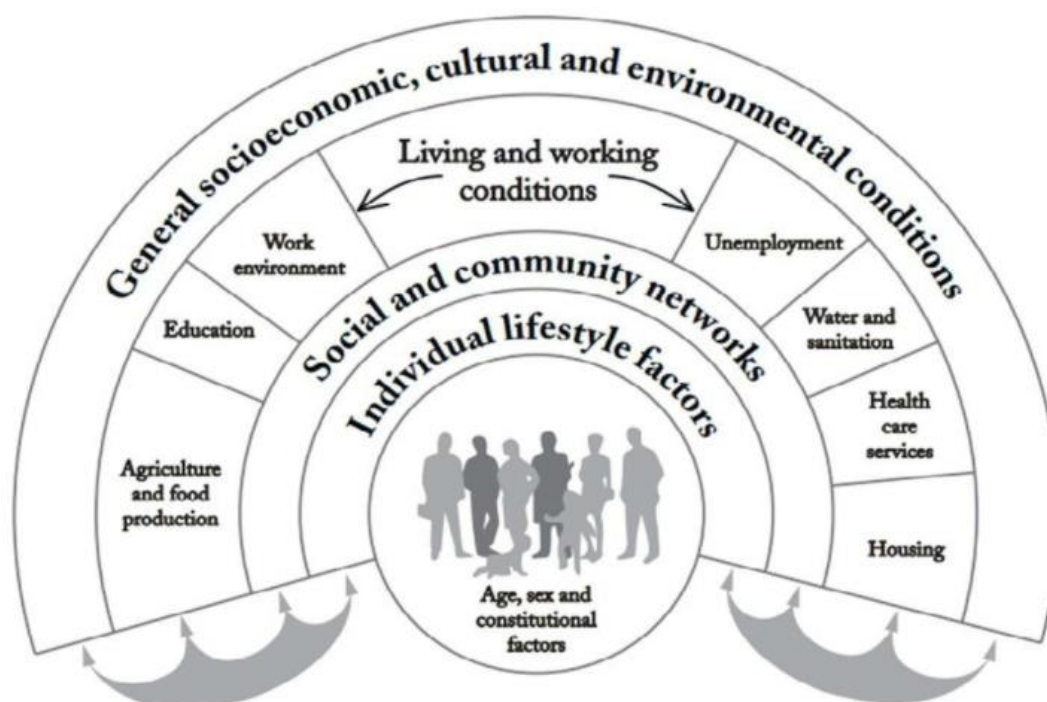 General socioeconomic, cultural and environmental conditions
Living and working
conditions
Work
environment
Unemployment
Education
Water and
sanitation
Agriculture
and food
production
Health
care
services
Housing
Social and community networks
Individual lifestyle factors
Age, sex and
constitutional
factors